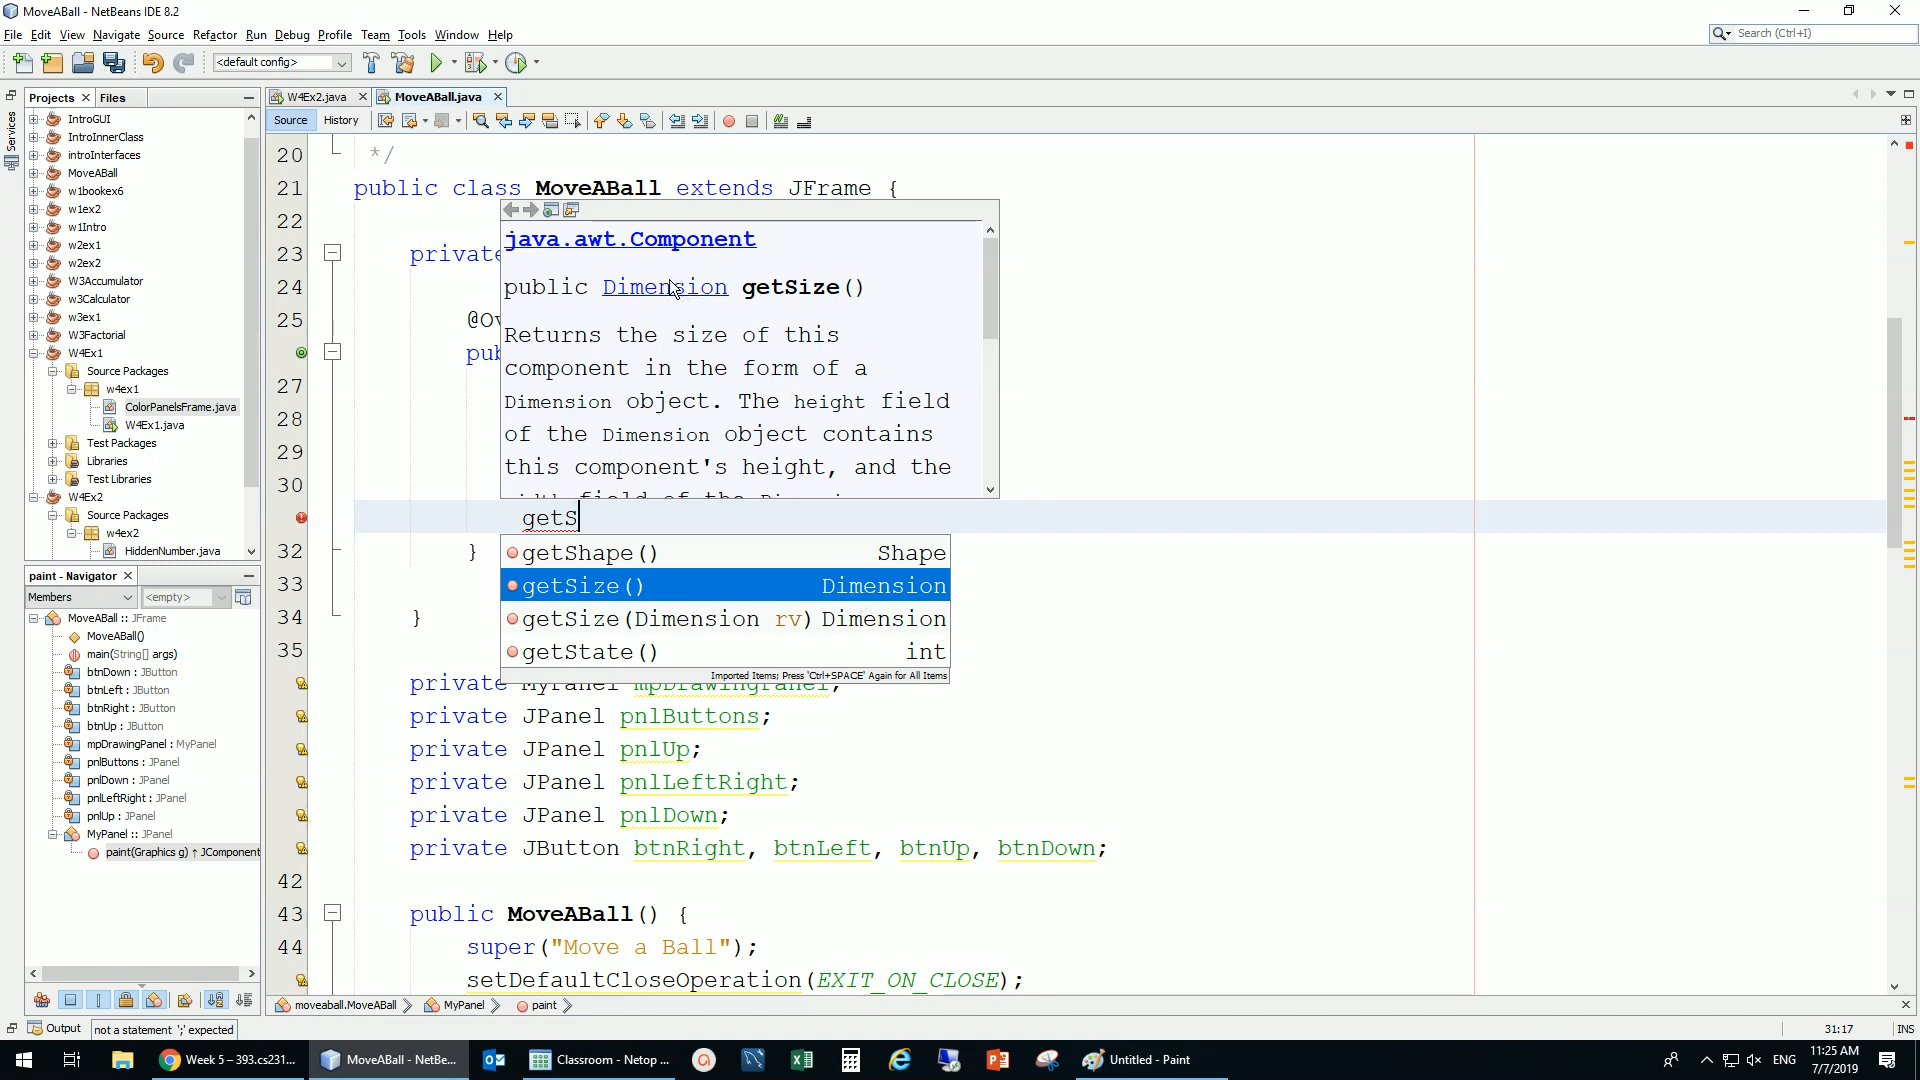 MoveABall - NetBeans IDE 8.2
File Edit View Navigate Source Refactor Run Debug Profile Team Tools Window Help
Search (Ctrl+I)
<default config>
Services
Projects Files
IntroGUI
IntroInnerClass
introInterfaces
MoveABall
w1bookex6
w1ex2
w1Intro
w2ex1
w2ex2
W3Accumulator
w3Calculator
w3ex1
W3Factorial
W4Ex1
Source Packages
w4ex1
ColorPanelsFrame.java
W4Ex1.java
Test Packages
Libraries
Test Libraries
W4Ex2
Source Packages
w4ex2
HiddenNumber.java
paint - Navigator
Members <empty>
MoveABall :: JFrame
MoveABall()
main(String[] args)
btnDown : JButton
btnLeft : JButton
btnRight : JButton
btnUp : JButton
mpDrawingPanel : MyPanel
pnlButtons : JPanel
pnlDown : JPanel
pnlLeftRight : JPanel
pnlUp : JPanel
MyPanel :: JPanel
paint(Graphics g) ↑ JComponent
W4Ex2.java MoveABall.java
Source History
20 */
21 public class MoveABall extends JFrame {
22
23 private
24
25 @Ov
pub
27
28
29
30
getS
32 }
33
34 }
35
private MyPanel mpDrawingPanel;
private JPanel pnlButtons;
private JPanel pnlUp;
private JPanel pnlLeftRight;
private JPanel pnlDown;
private JButton btnRight, btnLeft, btnUp, btnDown;
42
43 public MoveABall() {
44 super("Move a Ball");
setDefaultCloseOperation(EXIT_ON_CLOSE);
java.awt.Component
public Dimension getSize()
Returns the size of this
component in the form of a
Dimension object. The height field
of the Dimension object contains
this component's height, and the
width field of the Dimension
getShape() Shape
getSize() Dimension
getSize(Dimension rv) Dimension
getState() int
Imported Items; Press 'Ctrl+SPACE' Again for All Items
moveaball.MoveABall MyPanel paint
Output not a statement ';' expected
31:17 INS
Week 5 – 393.cs231... MoveABall - NetBe... Classroom - Netop ... Untitled - Paint
ENG
11:25 AM
7/7/2019